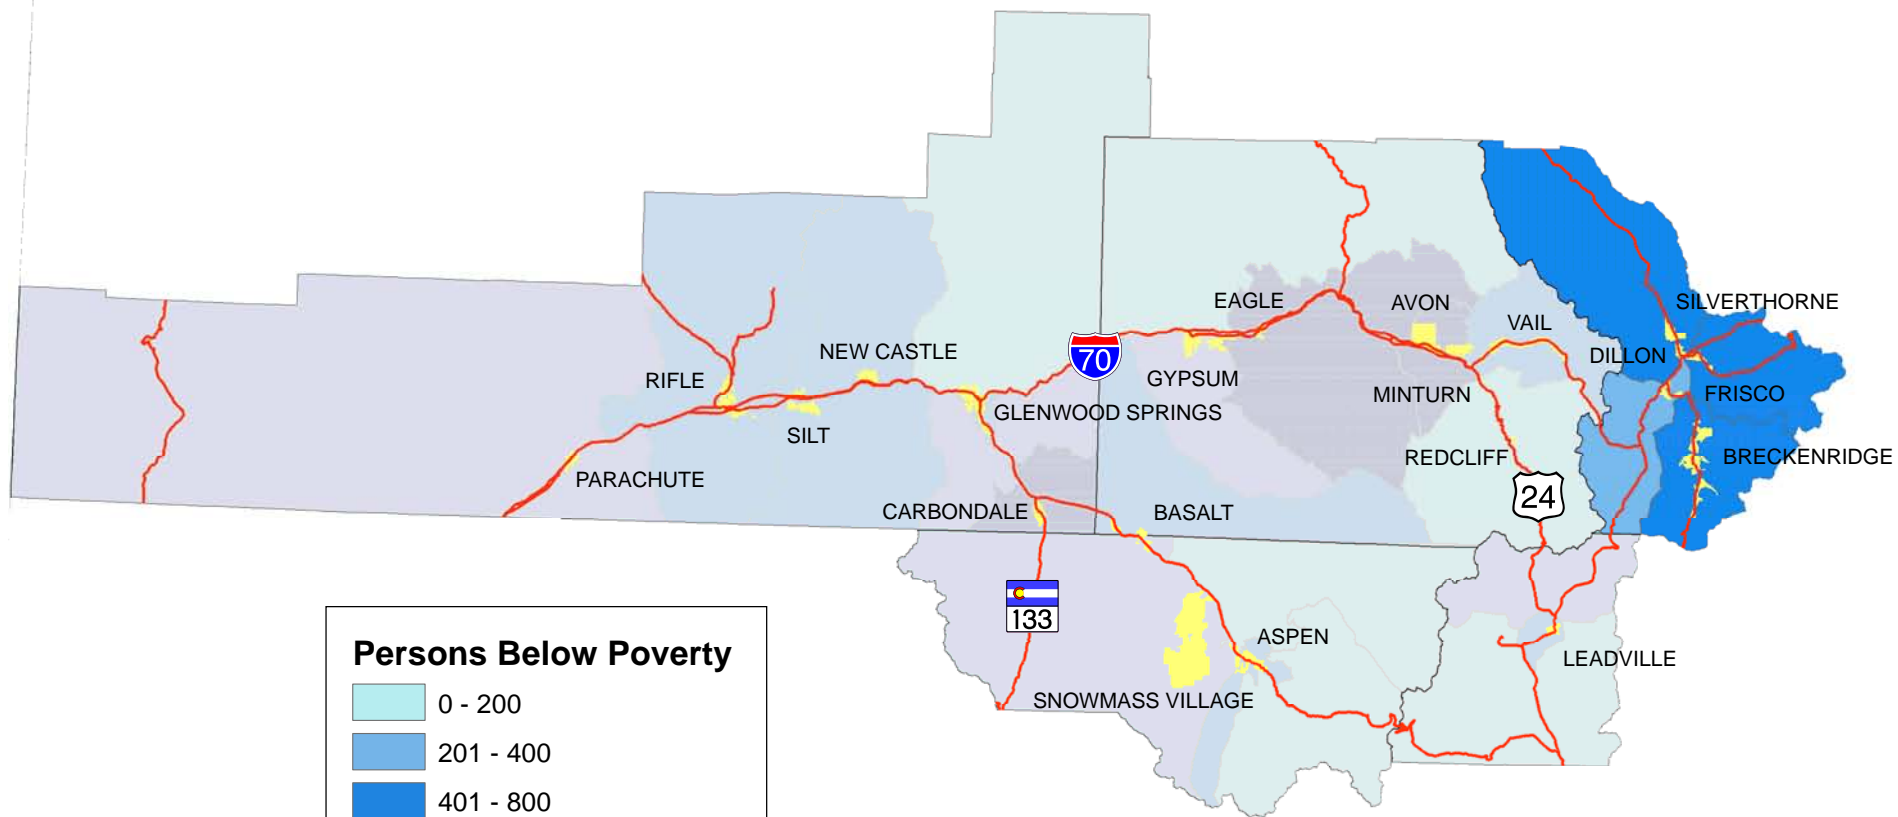 SILVERTHORNE
EAGLE
AVON
VAIL
DILLON
NEW CASTLE
70
RIFLE
GYPSUM
MINTURN
FRISCO
GLENWOOD SPRINGS
SILT
REDCLIFF
BRECKENRIDGE
PARACHUTE
24
CARBONDALE
BASALT
133
ASPEN
LEADVILLE
SNOWMASS VILLAGE
Persons Below Poverty
0 - 200
201 - 400
401 - 800